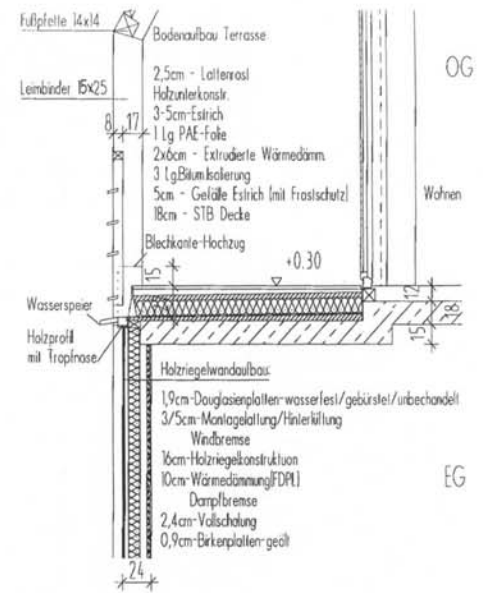 Fußpfette 14x14
Bodenaufbau Terrasse
OG
Leimbinder 15x25
2,5cm - Lattenrost
Holzunterkonstr.
8 17
3-5cm-Estrich
1 Lg PAE-Folie
2x6cm - Extrudierte Wärmedämm.
3 Lg.Bitum.Isolierung
5cm - Gefälle Estrich (mit Frostschutz)
18cm - STB Decke
Wohnen
Blechkante-Hochzug
15
+0.30
12
18
15
Wasserspeier
Holzprofil
mit Tropfnase
Holzriegelwandaufbau:
1,9cm-Douglasienplatten-wasserfest/gebürstet/unbehandelt
3/5cm-Montagelattung/Hinterlüftung
Windbremse
16cm-Holzriegelkonstruktuon
10cm-Wärmedämmung(FDPL)
Dampfbremse
2,4cm-Vollschalung
0,9cm-Birkenplatten-geölt
EG
24